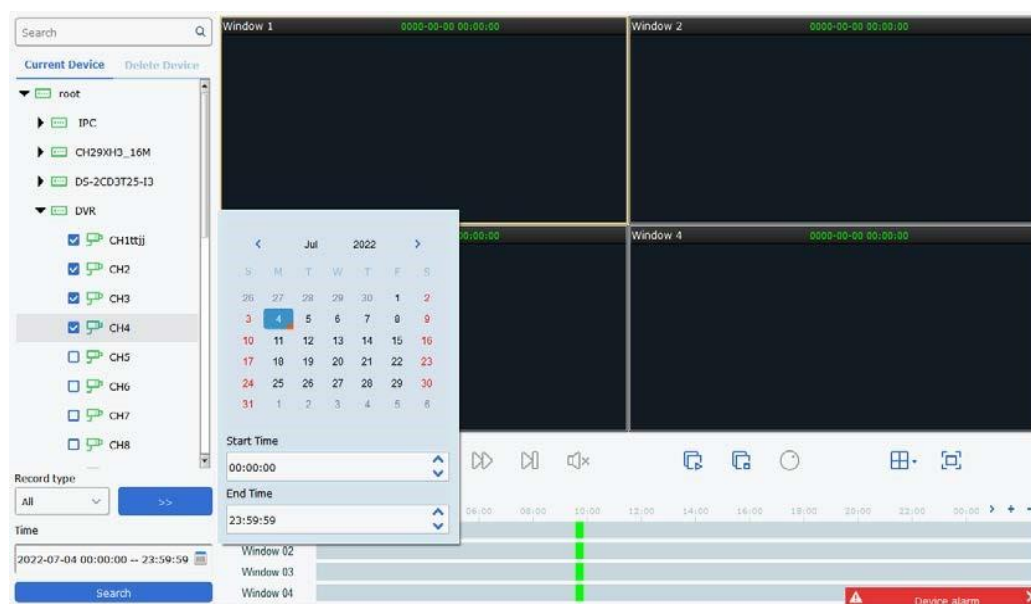 Search
Current Device Delete Device
root
IPC
CH29XH3_16M
DS-2CD3T25-I3
DVR
CH1ttjj
CH2
CH3
CH4
CH5
CH6
CH7
CH8
Record type
All >>
Time
2022-07-04 00:00:00 -- 23:59:59
Search
Window 1 0000-00-00 00:00:00
Window 2 0000-00-00 00:00:00
00:00:00
Window 4 0000-00-00 00:00:00
< Jul 2022 >
S M T W T F S
26 27 28 29 30 1 2
3 4 5 6 7 8 9
10 11 12 13 14 15 16
17 18 19 20 21 22 23
24 25 26 27 28 29 30
31 1 2 3 4 5 6
Start Time
00:00:00
End Time
23:59:59
06:00 08:00 10:00 12:00 14:00 16:00 18:00 20:00 22:00 00:00 > + -
Window 02
Window 03
Window 04
Device alarm